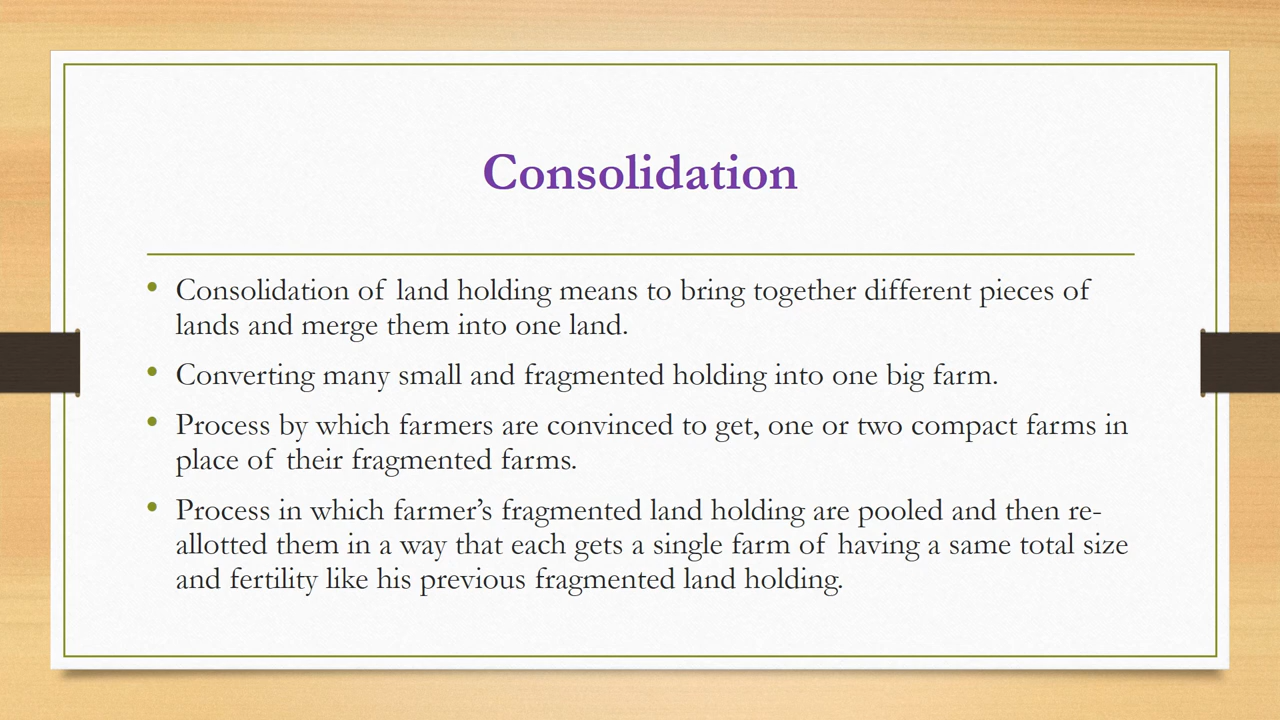 Consolidation
• Consolidation of land holding means to bring together different pieces of
lands and merge them into one land.
• Converting many small and fragmented holding into one big farm.
• Process by which farmers are convinced to get, one or two compact farms in
place of their fragmented farms.
• Process in which farmer’s fragmented land holding are pooled and then re-
allotted them in a way that each gets a single farm of having a same total size
and fertility like his previous fragmented land holding.